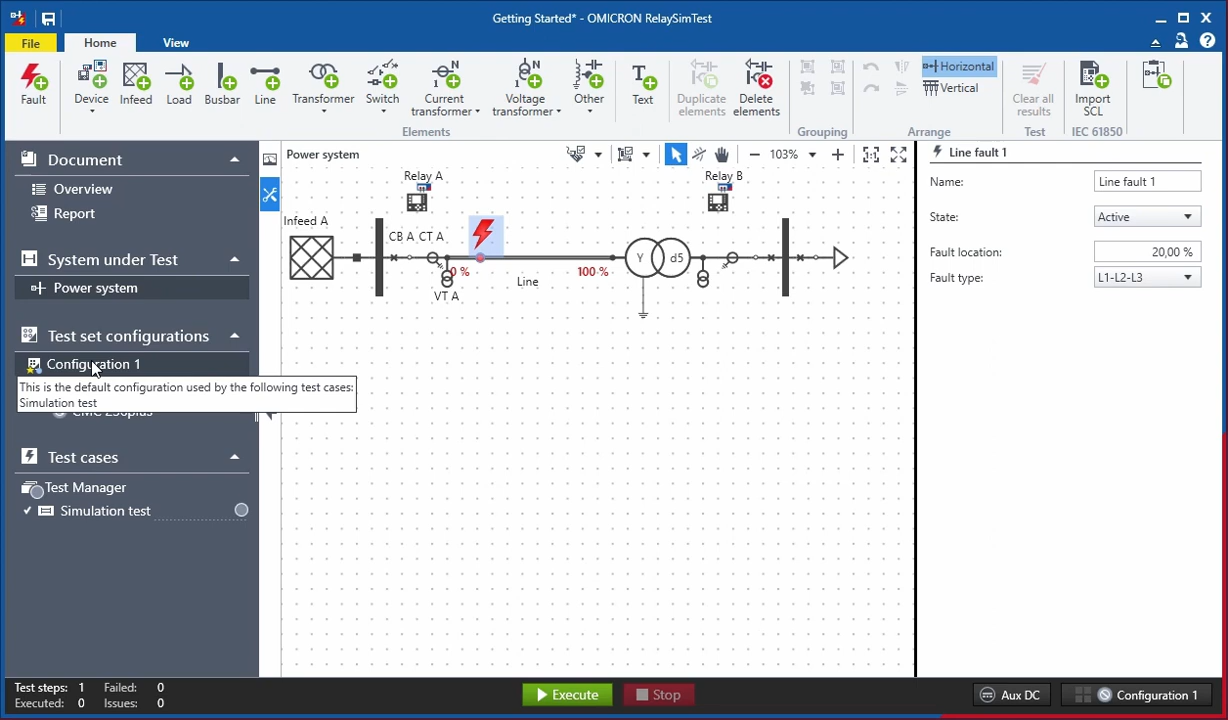 Getting Started* - OMICRON RelaySimTest
File
Home
View
Fault
Device
Infeed
Load
Busbar
Line
Transformer
Switch
Current
transformer
Voltage
transformer
Other
Text
Duplicate
elements
Delete
elements
Horizontal
Vertical
Clear all
results
Import
SCL
Elements
Grouping
Arrange
Test
IEC 61850
Document
Overview
Report
System under Test
Power system
Test set configurations
Configuration 1
This is the default configuration used by the following test cases:
Simulation test
Test cases
Test Manager
Simulation test
Power system
103%
Relay A
Relay B
Infeed A
CB A CT A
Y
d5
0 %
100 %
Line
VT A
Line fault 1
Name:
Line fault 1
State:
Active
Fault location:
20,00 %
Fault type:
L1-L2-L3
Test steps: 1 Failed: 0
Executed: 0 Issues: 0
Execute
Stop
Aux DC
Configuration 1